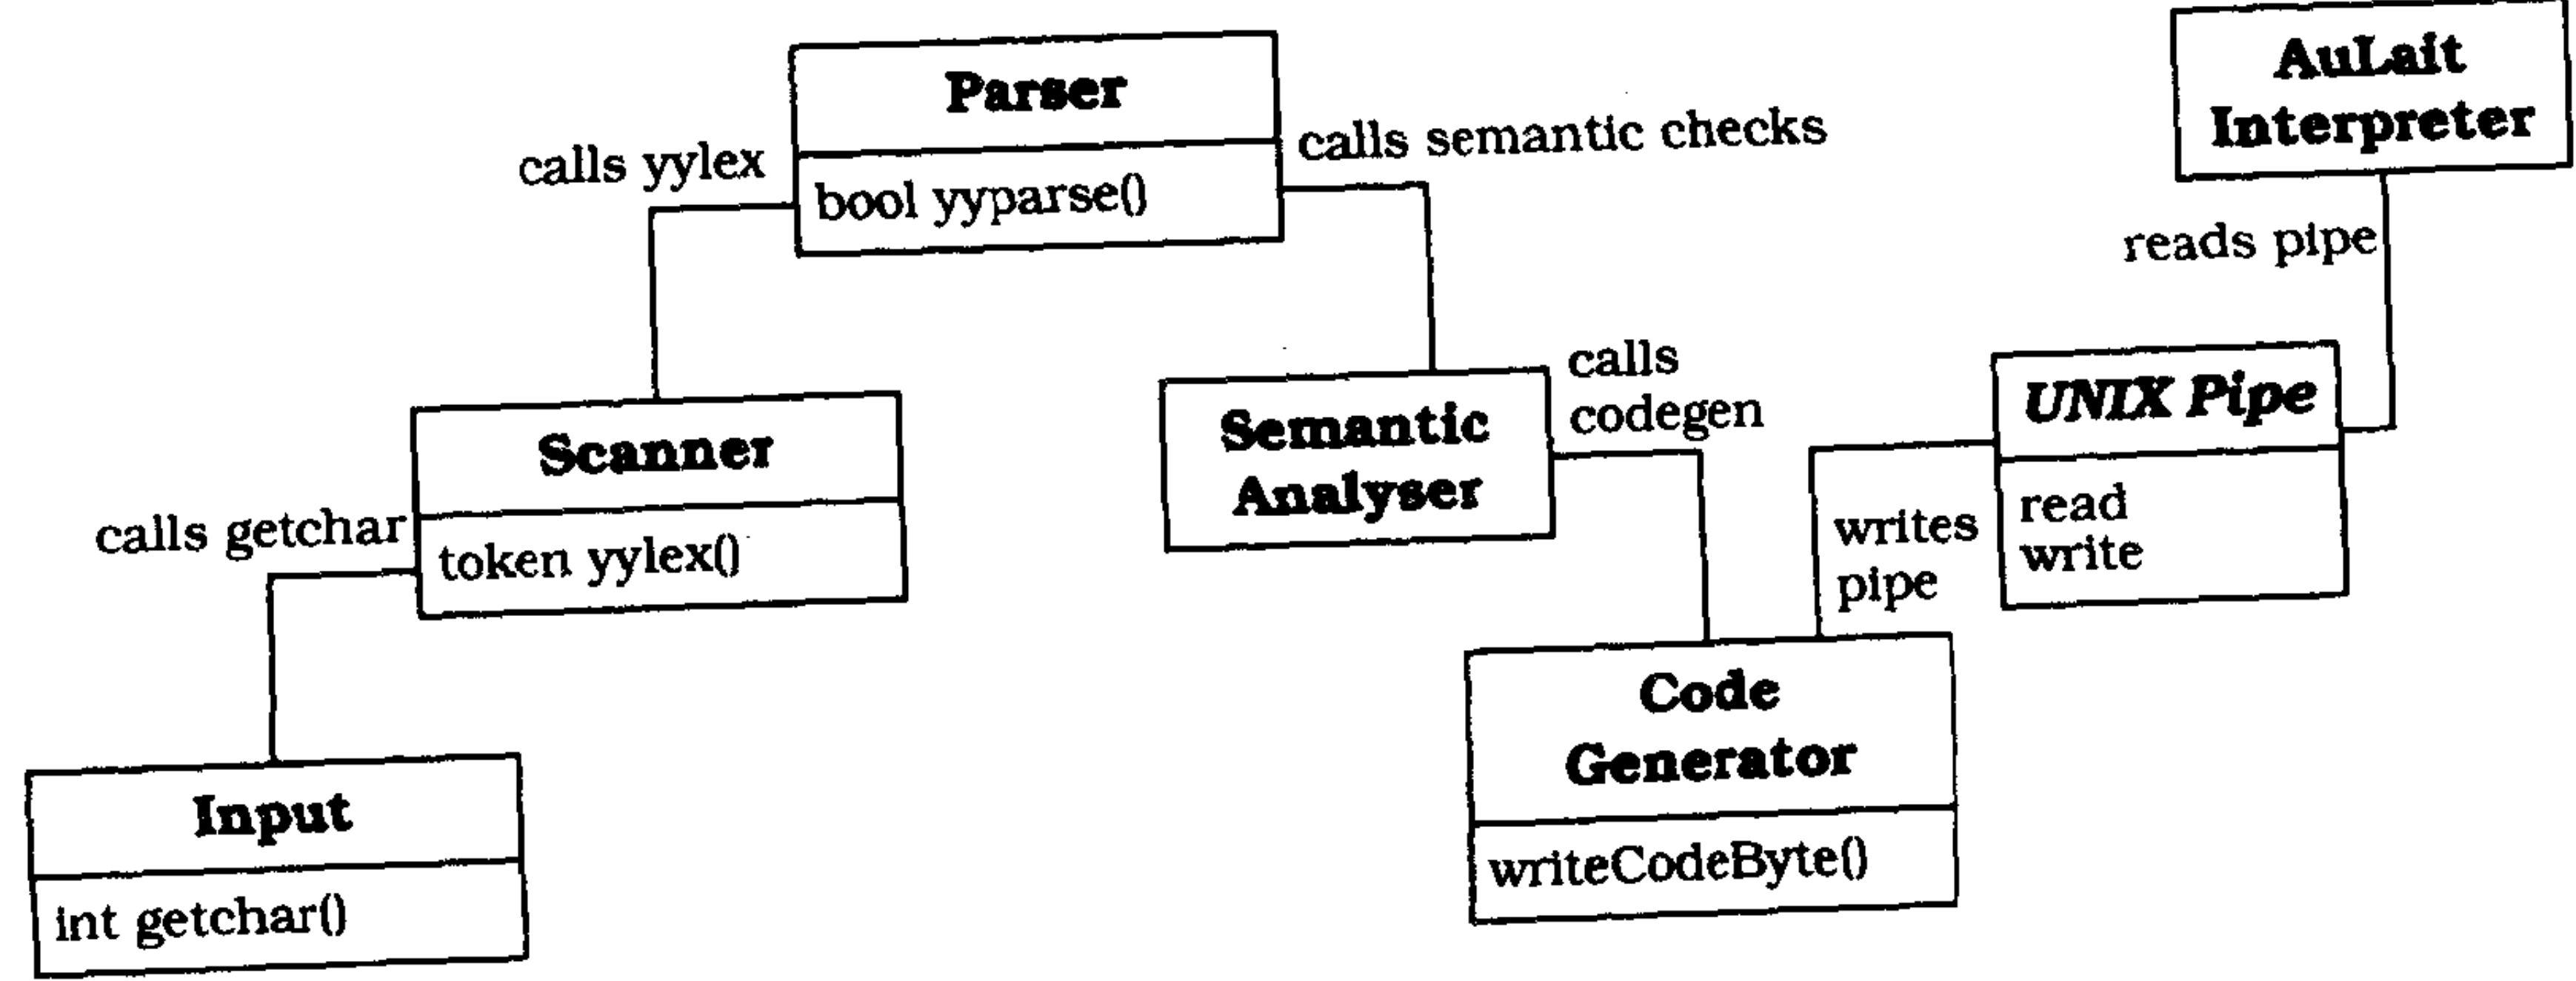 Parser
bool yyparse()
calls yylex
calls semantic checks
AuLait
Interpreter
reads pipe
Scanner
token yylex()
calls getchar
Semantic
Analyser
calls
codegen
UNIX Pipe
read
write
writes
pipe
Input
int getchar()
Code
Generator
writeCodeByte()